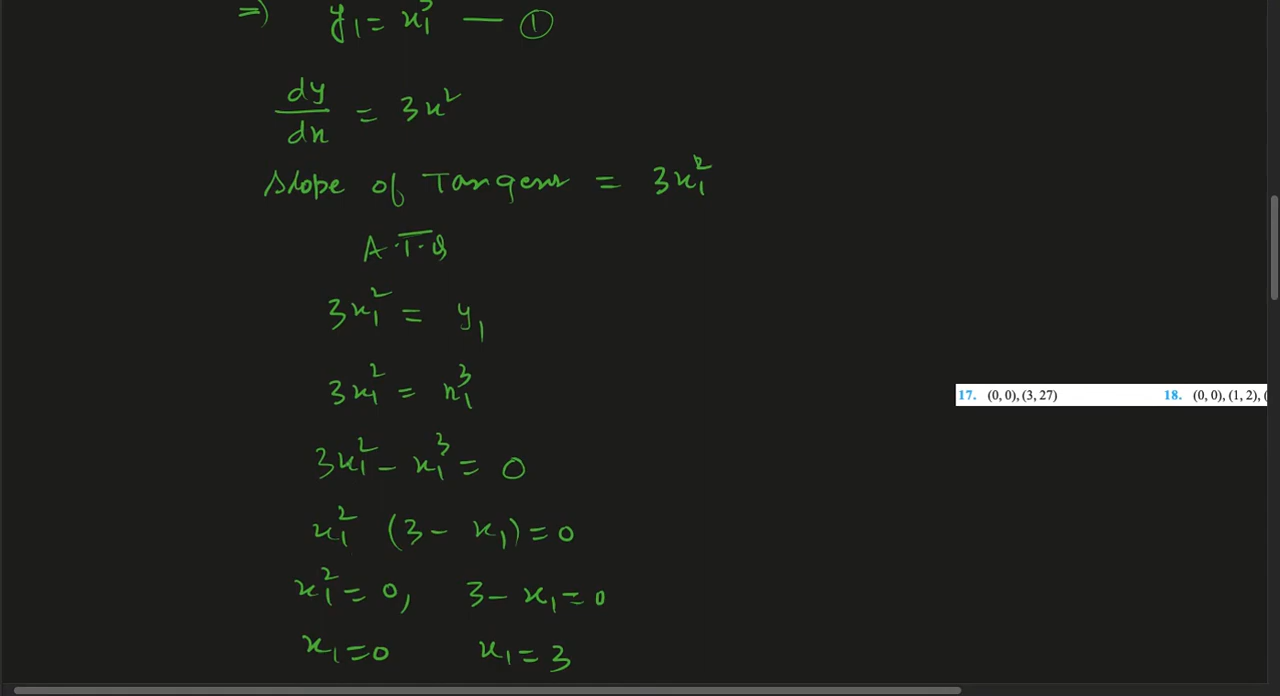 => y₁ = x₁³ — ①
dy/dx = 3x²
Slope of Tangent = 3x₁²
A.T.Q
3x₁² = y₁
3x₁² = x₁³
17. (0, 0), (3, 27) 18. (0, 0), (1, 2), (
3x₁² - x₁³ = 0
x₁² (3 - x₁) = 0
x₁² = 0, 3 - x₁ = 0
x₁ = 0 x₁ = 3